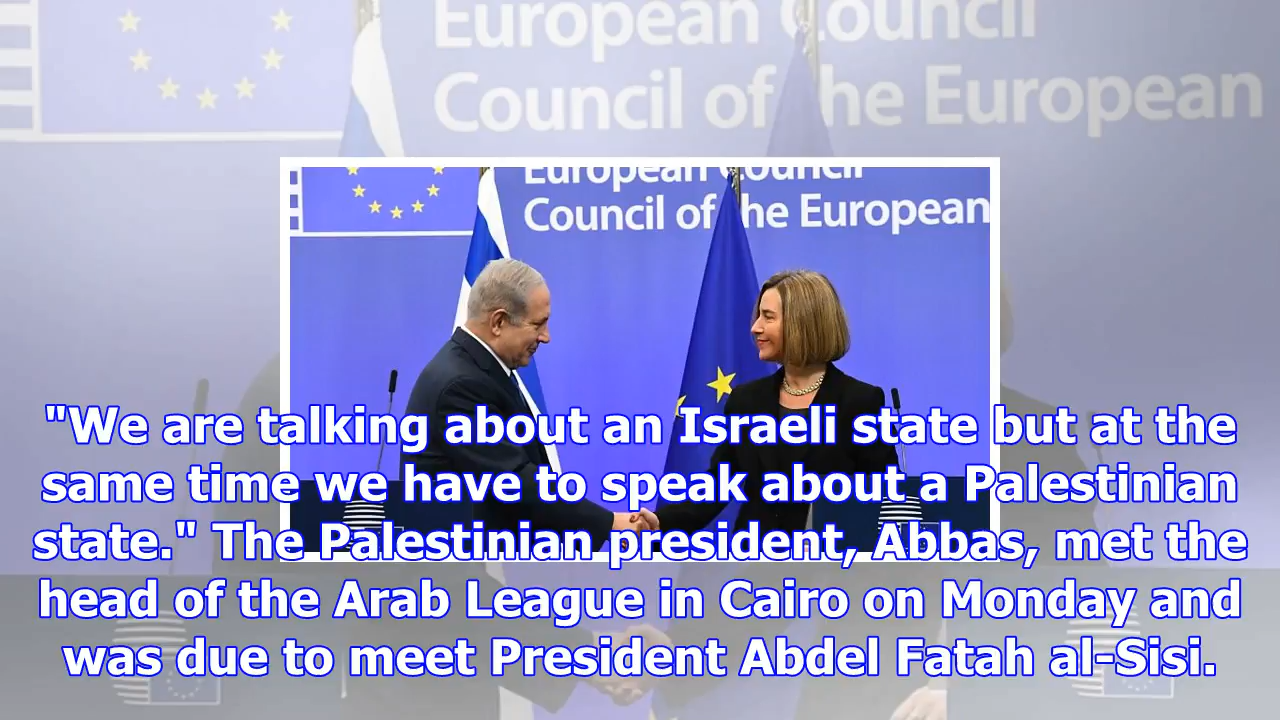 European Council
Council of the European
European Council
Council of the European
"We are talking about an Israeli state but at the
same time we have to speak about a Palestinian
state." The Palestinian president, Abbas, met the
head of the Arab League in Cairo on Monday and
was due to meet President Abdel Fatah al-Sisi.